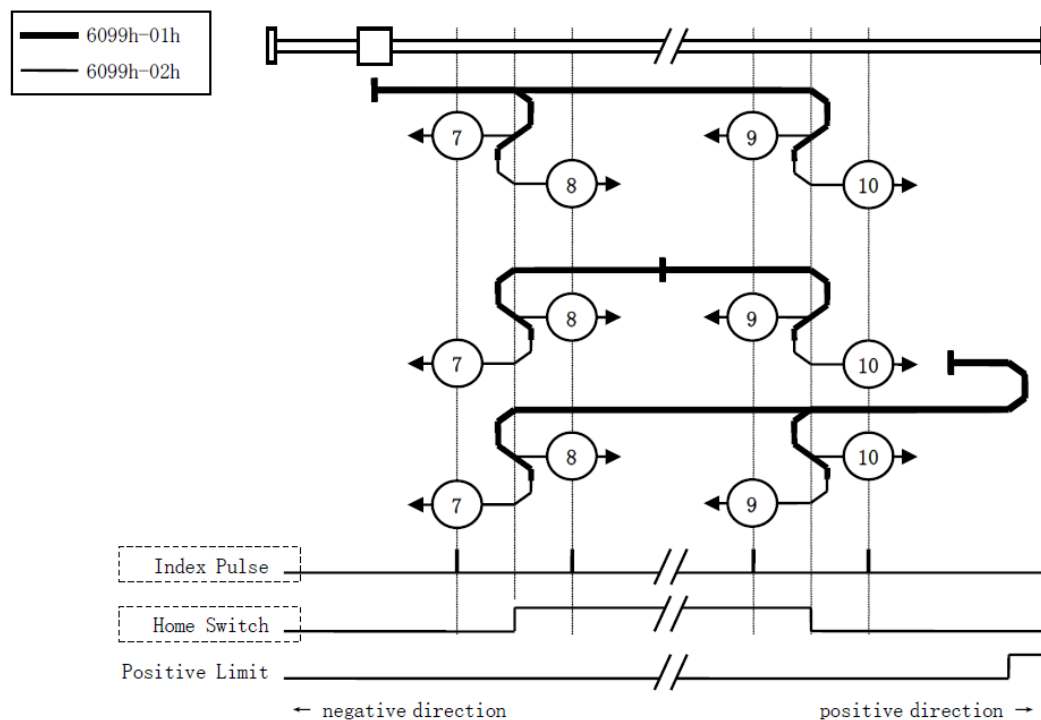 6099h-01h
6099h-02h
7
9
8
10
8
9
7
10
8
10
7
9
Index Pulse
Home Switch
Positive Limit
← negative direction
positive direction →